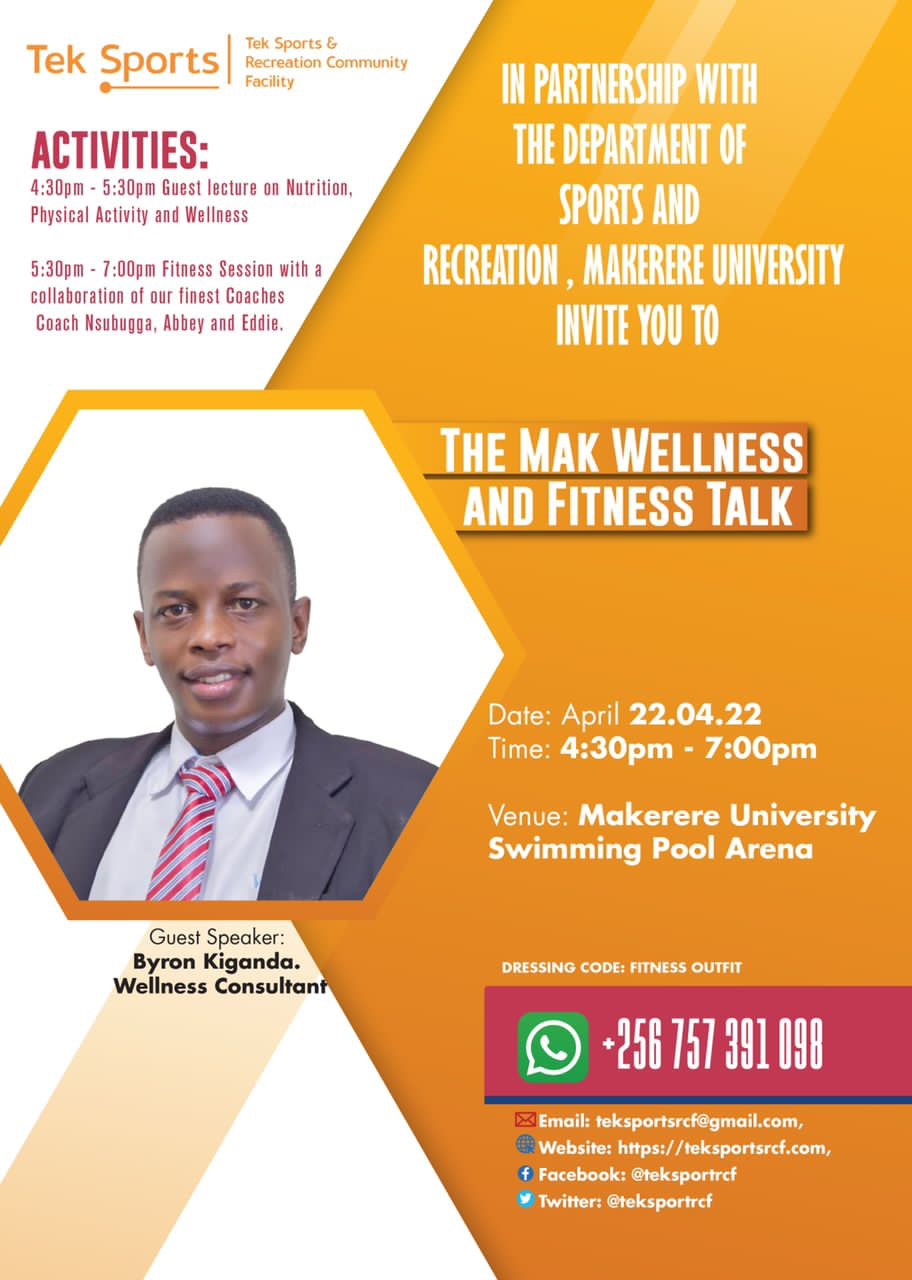 Tek Sports
Tek Sports &
Recreation Community
Facility
ACTIVITIES:
4:30pm - 5:30pm Guest lecture on Nutrition,
Physical Activity and Wellness
5:30pm - 7:00pm Fitness Session with a
collaboration of our finest Coaches
Coach Nsubugga, Abbey and Eddie.
IN PARTNERSHIP WITH
THE DEPARTMENT OF
SPORTS AND
RECREATION , MAKERERE UNIVERSITY
INVITE YOU TO
THE MAK WELLNESS
AND FITNESS TALK
Date: April 22.04.22
Time: 4:30pm - 7:00pm
Venue: Makerere University
Swimming Pool Arena
Guest Speaker:
Byron Kiganda.
Wellness Consultant
DRESSING CODE: FITNESS OUTFIT
+256 757 391 098
Email: teksportsrcf@gmail.com,
Website: https://teksportsrcf.com,
Facebook: @teksportrcf
Twitter: @teksportrcf